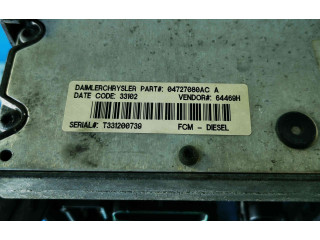 DAIMLERCHRYSLER PART#: 04727080AC A
DATE CODE: 33102 VENDOR#: 64469H
SERIAL#: T331200739 FCM - DIESEL